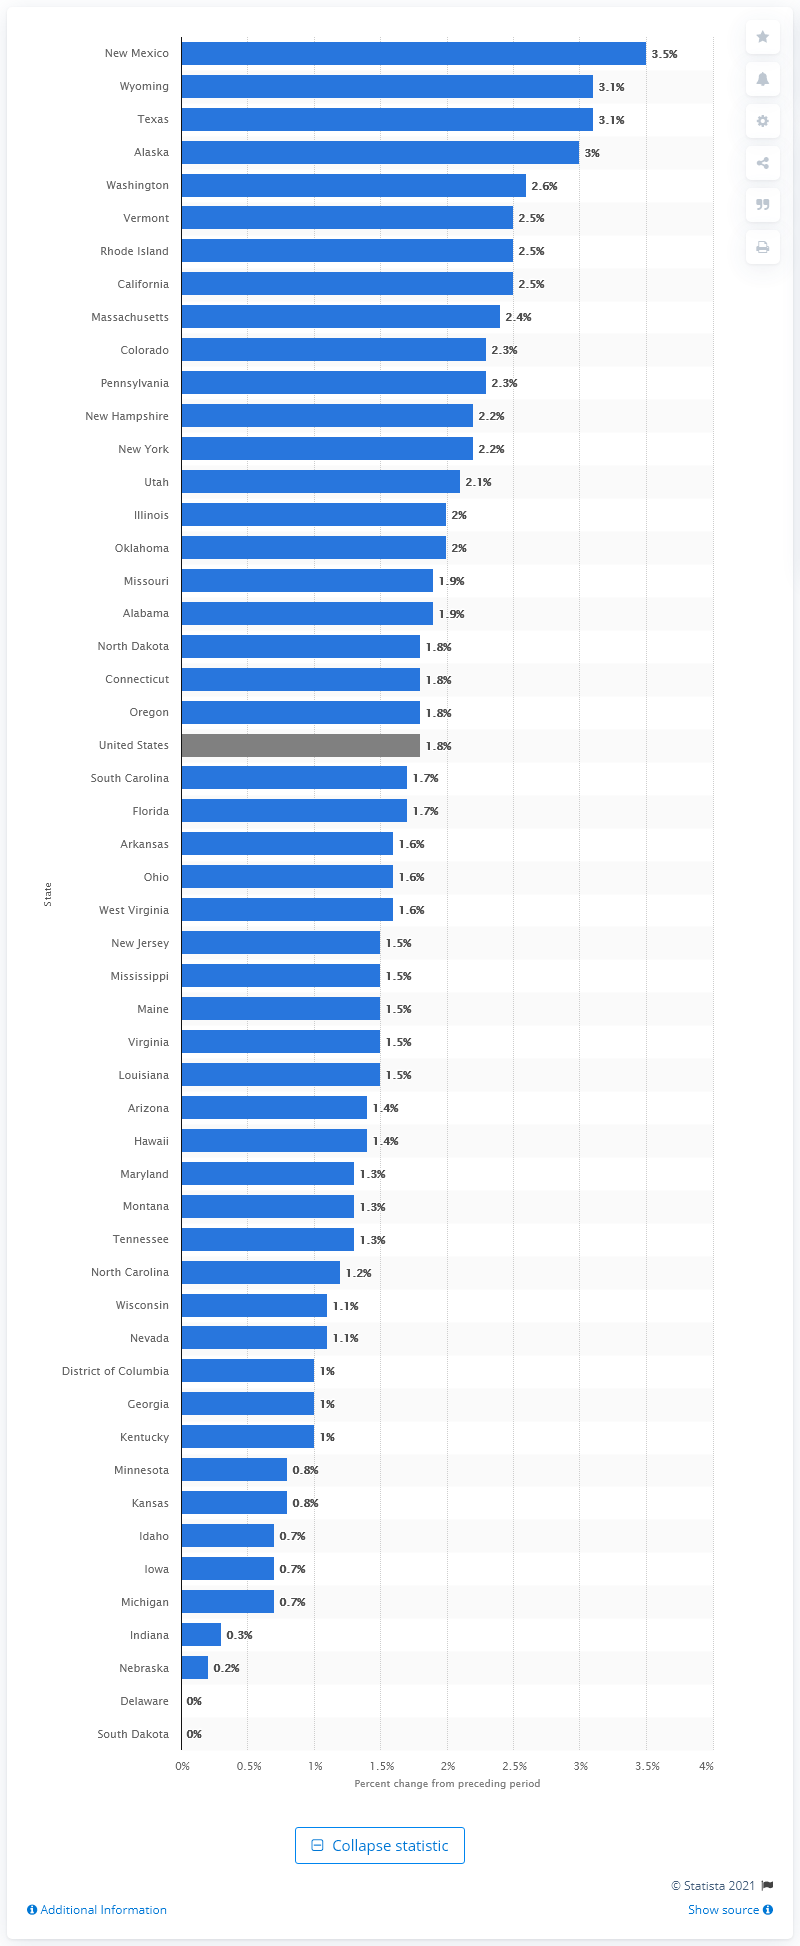 New Mexico 3.5%
Wyoming 3.1%
Texas 3.1%
Alaska 3%
Washington 2.6%
Vermont 2.5%
Rhode Island 2.5%
California 2.5%
Massachusetts 2.4%
Colorado 2.3%
Pennsylvania 2.3%
New Hampshire 2.2%
New York 2.2%
Utah 2.1%
Illinois 2%
Oklahoma 2%
Missouri 1.9%
Alabama 1.9%
North Dakota 1.8%
Connecticut 1.8%
Oregon 1.8%
United States 1.8%
South Carolina 1.7%
Florida 1.7%
Arkansas 1.6%
Ohio 1.6%
State
West Virginia 1.6%
New Jersey 1.5%
Mississippi 1.5%
Maine 1.5%
Virginia 1.5%
Louisiana 1.5%
Arizona 1.4%
Hawaii 1.4%
Maryland 1.3%
Montana 1.3%
Tennessee 1.3%
North Carolina 1.2%
Wisconsin 1.1%
Nevada 1.1%
District of Columbia 1%
Georgia 1%
Kentucky 1%
Minnesota 0.8%
Kansas 0.8%
Idaho 0.7%
Iowa 0.7%
Michigan 0.7%
Indiana 0.3%
Nebraska 0.2%
Delaware 0%
South Dakota 0%
0% 0.5% 1% 1.5% 2% 2.5% 3% 3.5% 4%
Percent change from preceding period
Collapse statistic
© Statista 2021
Additional Information Show source